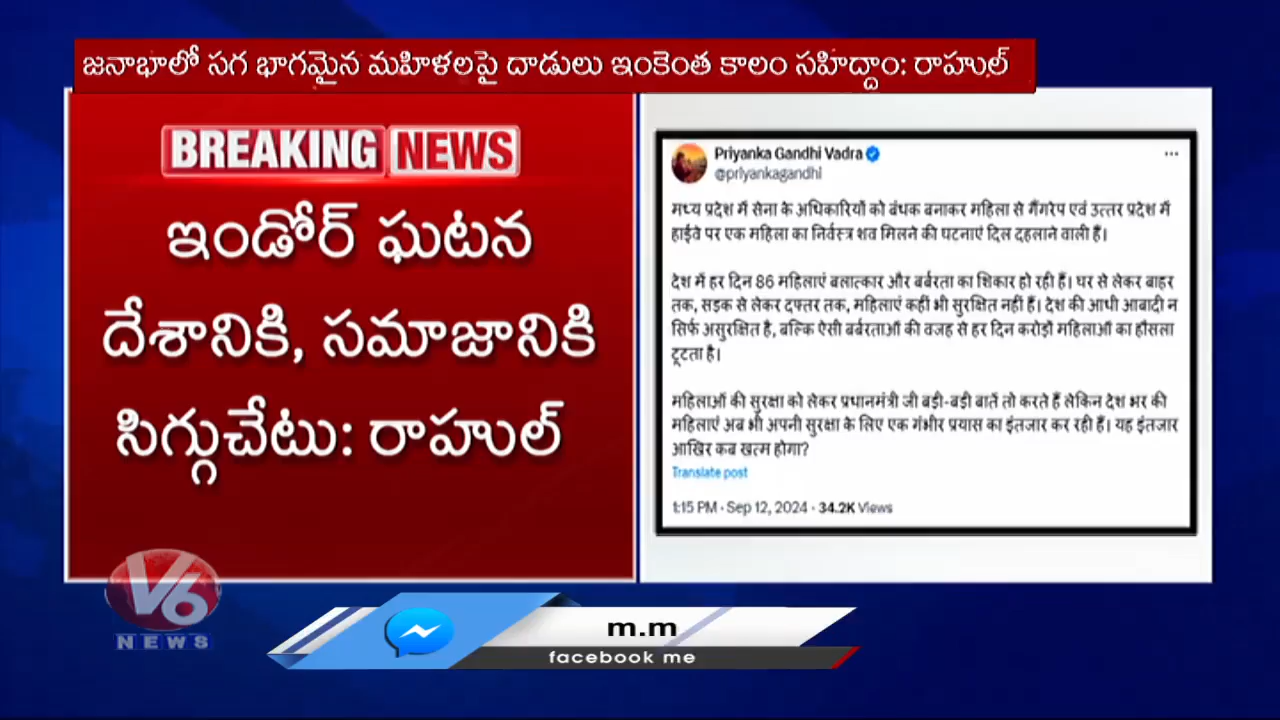 జనాభాలో సగ భాగమైన మహిళలపై దాడులు ఇంకెంత కాలం సహిద్దాం: రాహుల్
BREAKING NEWS
ఇండోర్ ఘటన
దేశానికి, సమాజానికి
సిగ్గుచేటు: రాహుల్
Priyanka Gandhi Vadra
@priyankagandhi
मध्य प्रदेश में सेना के अधिकारियों को बंधक बनाकर महिला से गैंगरेप एवं उत्तर प्रदेश में
हाईवे पर एक महिला का निर्वस्त्र शव मिलने की घटनाएं दिल दहलाने वाली हैं।
देश में हर दिन 86 महिलाएं बलात्कार और बर्बरता का शिकार हो रही हैं। घर से लेकर बाहर
तक, सड़क से लेकर दफ्तर तक, महिलाएं कहीं भी सुरक्षित नहीं हैं। देश की आधी आबादी न
सिर्फ असुरक्षित है, बल्कि ऐसी बर्बरताओं की वजह से हर दिन करोड़ों महिलाओं का हौसला
टूटता है।
महिलाओं की सुरक्षा को लेकर प्रधानमंत्री जी बड़ी-बड़ी बातें तो करते हैं लेकिन देश भर की
महिलाएं अब भी अपनी सुरक्षा के लिए एक गंभीर प्रयास का इंतजार कर रही हैं। यह इंतजार
आखिर कब खत्म होगा?
Translate post
1:15 PM · Sep 12, 2024 · 34.2K Views
V6
NEWS
m.m
facebook me